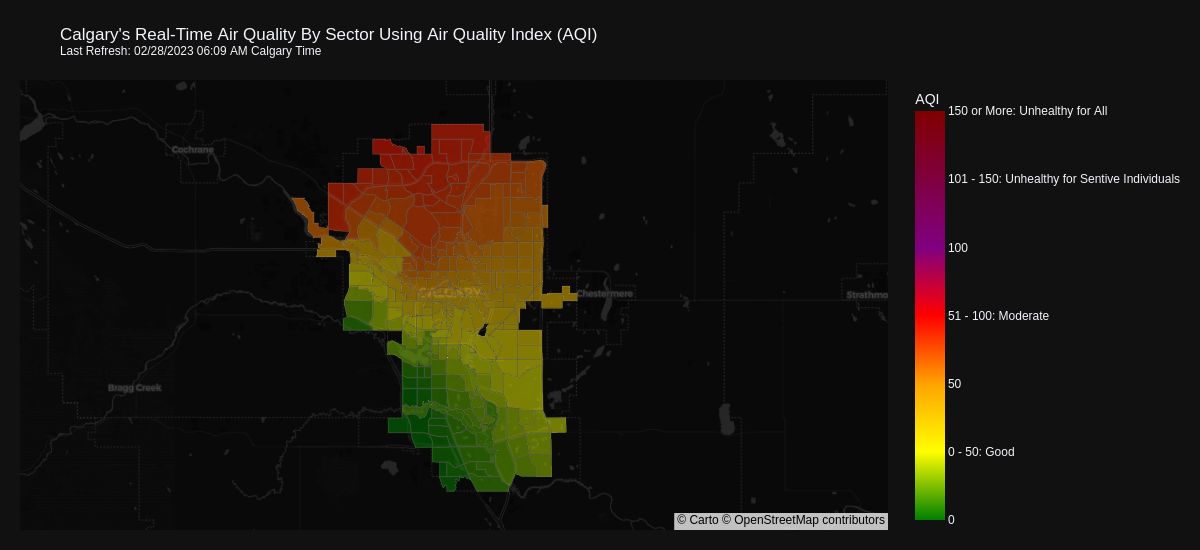 Calgary's Real-Time Air Quality By Sector Using Air Quality Index (AQI)
Last Refresh: 02/28/2023 06:09 AM Calgary Time
AQI
150 or More: Unhealthy for All
Cochrane
101 - 150: Unhealthy for Sentive Individuals
100
CALGARY
Chestermere
Strathmo
51 - 100: Moderate
Bragg Creek
50
0 - 50: Good
0
© Carto © OpenStreetMap contributors